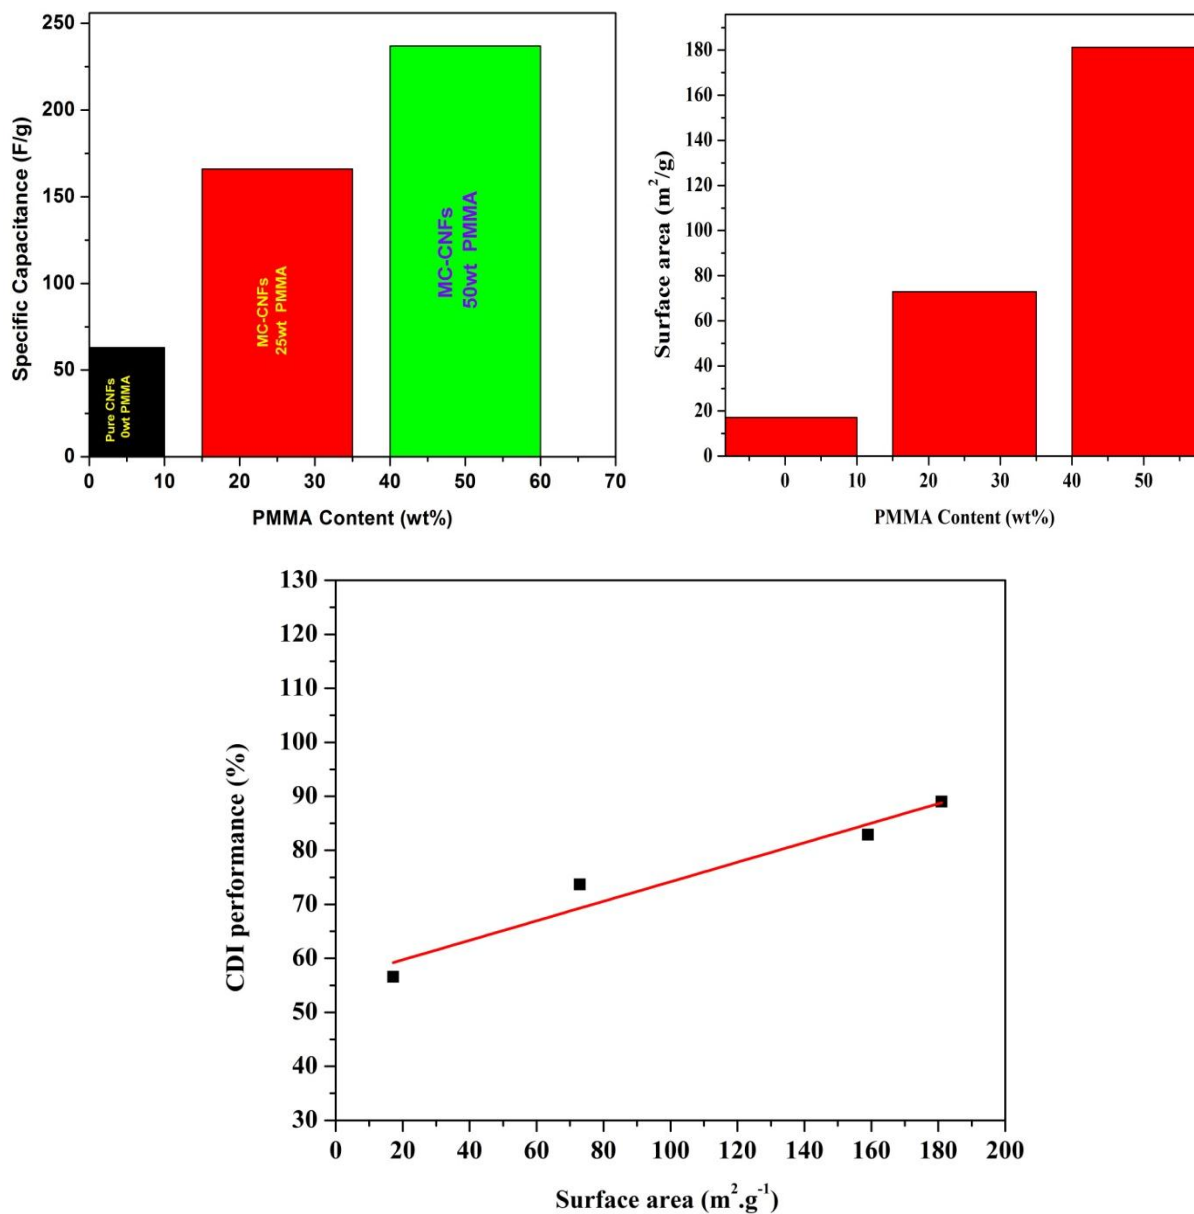 250
200
150
100
50
0
Specific Capacitance (F/g)
Pure CNFs
0wt PMMA
MC-CNFs
25wt PMMA
MC-CNFs
50wt PMMA
0 10 20 30 40 50 60 70
PMMA Content (wt%)
180
160
140
120
100
80
60
40
20
0
Surface area (m²/g)
0 10 20 30 40 50
PMMA Content (wt%)
130
120
110
100
90
80
70
60
50
40
30
CDI performance (%)
0 20 40 60 80 100 120 140 160 180 200
Surface area (m².g⁻¹)